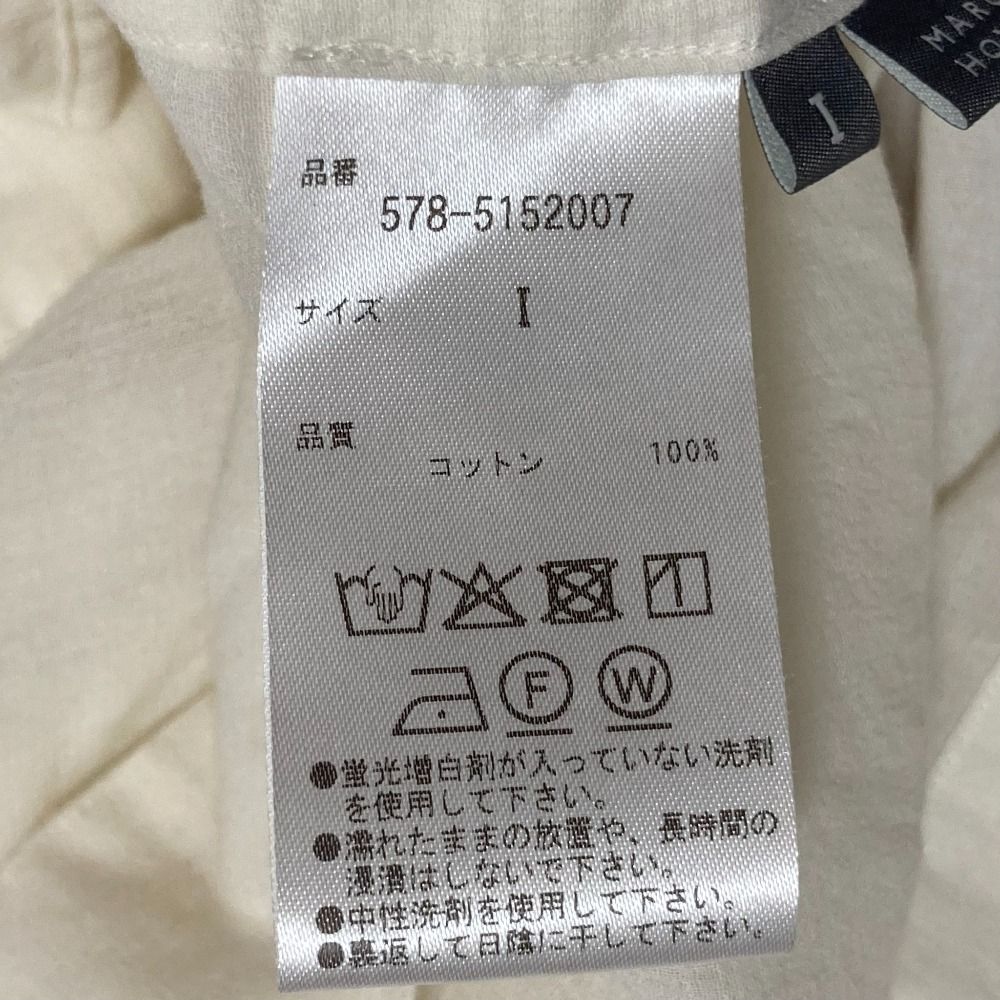 MARG
HOW
I
品番
578-5152007
サイズ I
品質
コットン 100%
F W
●蛍光増白剤が入っていない洗剤
を使用して下さい。
●濡れたままの放置や、長時間の
浸漬はしないで下さい。
●中性洗剤を使用して下さい。
●裏返して日陰に干して下さい。